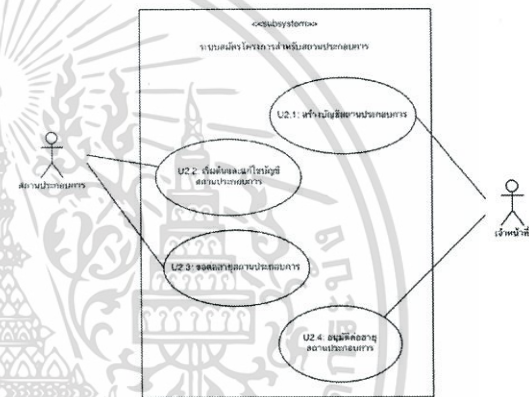 <<subsystem>>
ระบบสมัครโครงการสำหรับสถานประกอบการ
U2.1: สร้างบัญชีสถานประกอบการ
U2.2: เริ่มต้นและแก้ไขบัญชี
สถานประกอบการ
สถานประกอบการ
เจ้าหน้าที่
U2.3: ขอต่ออายุสถานประกอบการ
U2.4: อนุมัติต่ออายุ
สถานประกอบการ